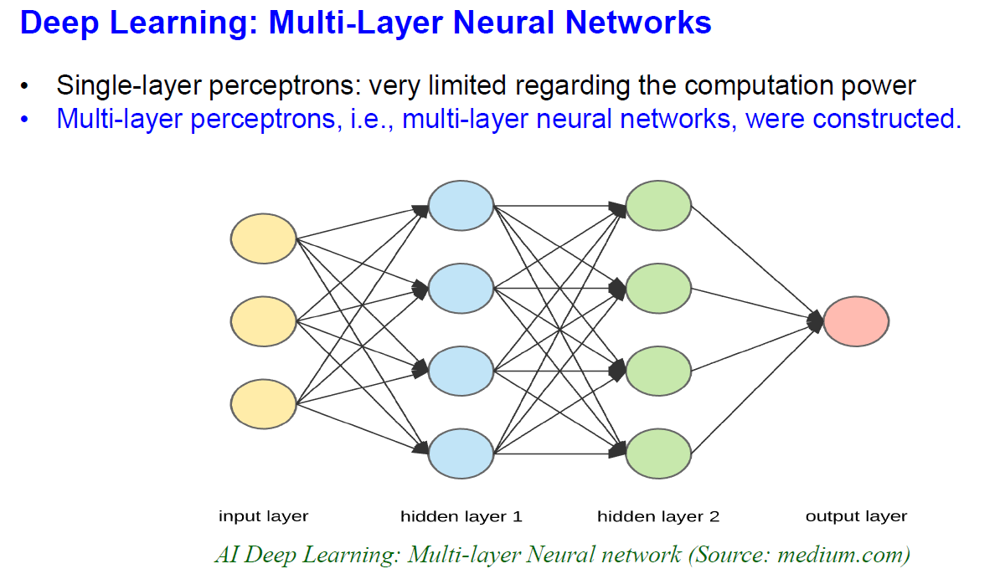 Deep Learning: Multi-Layer Neural Networks
• Single-layer perceptrons: very limited regarding the computation power
• Multi-layer perceptrons, i.e., multi-layer neural networks, were constructed.
input layer hidden layer 1 hidden layer 2 output layer
AI Deep Learning: Multi-layer Neural network (Source: medium.com)